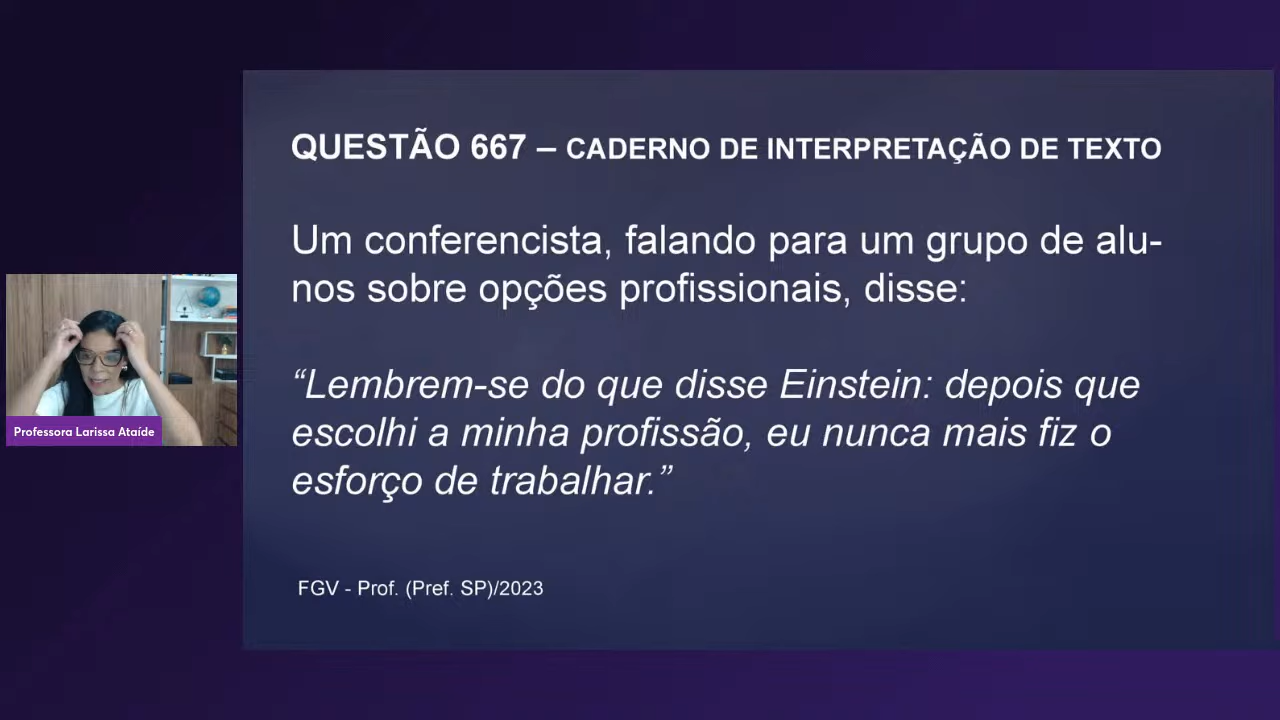 QUESTÃO 667 – CADERNO DE INTERPRETAÇÃO DE TEXTO
Um conferencista, falando para um grupo de alu-
nos sobre opções profissionais, disse:
“Lembrem-se do que disse Einstein: depois que
escolhi a minha profissão, eu nunca mais fiz o
esforço de trabalhar.”
Professora Larissa Ataíde
FGV - Prof. (Pref. SP)/2023